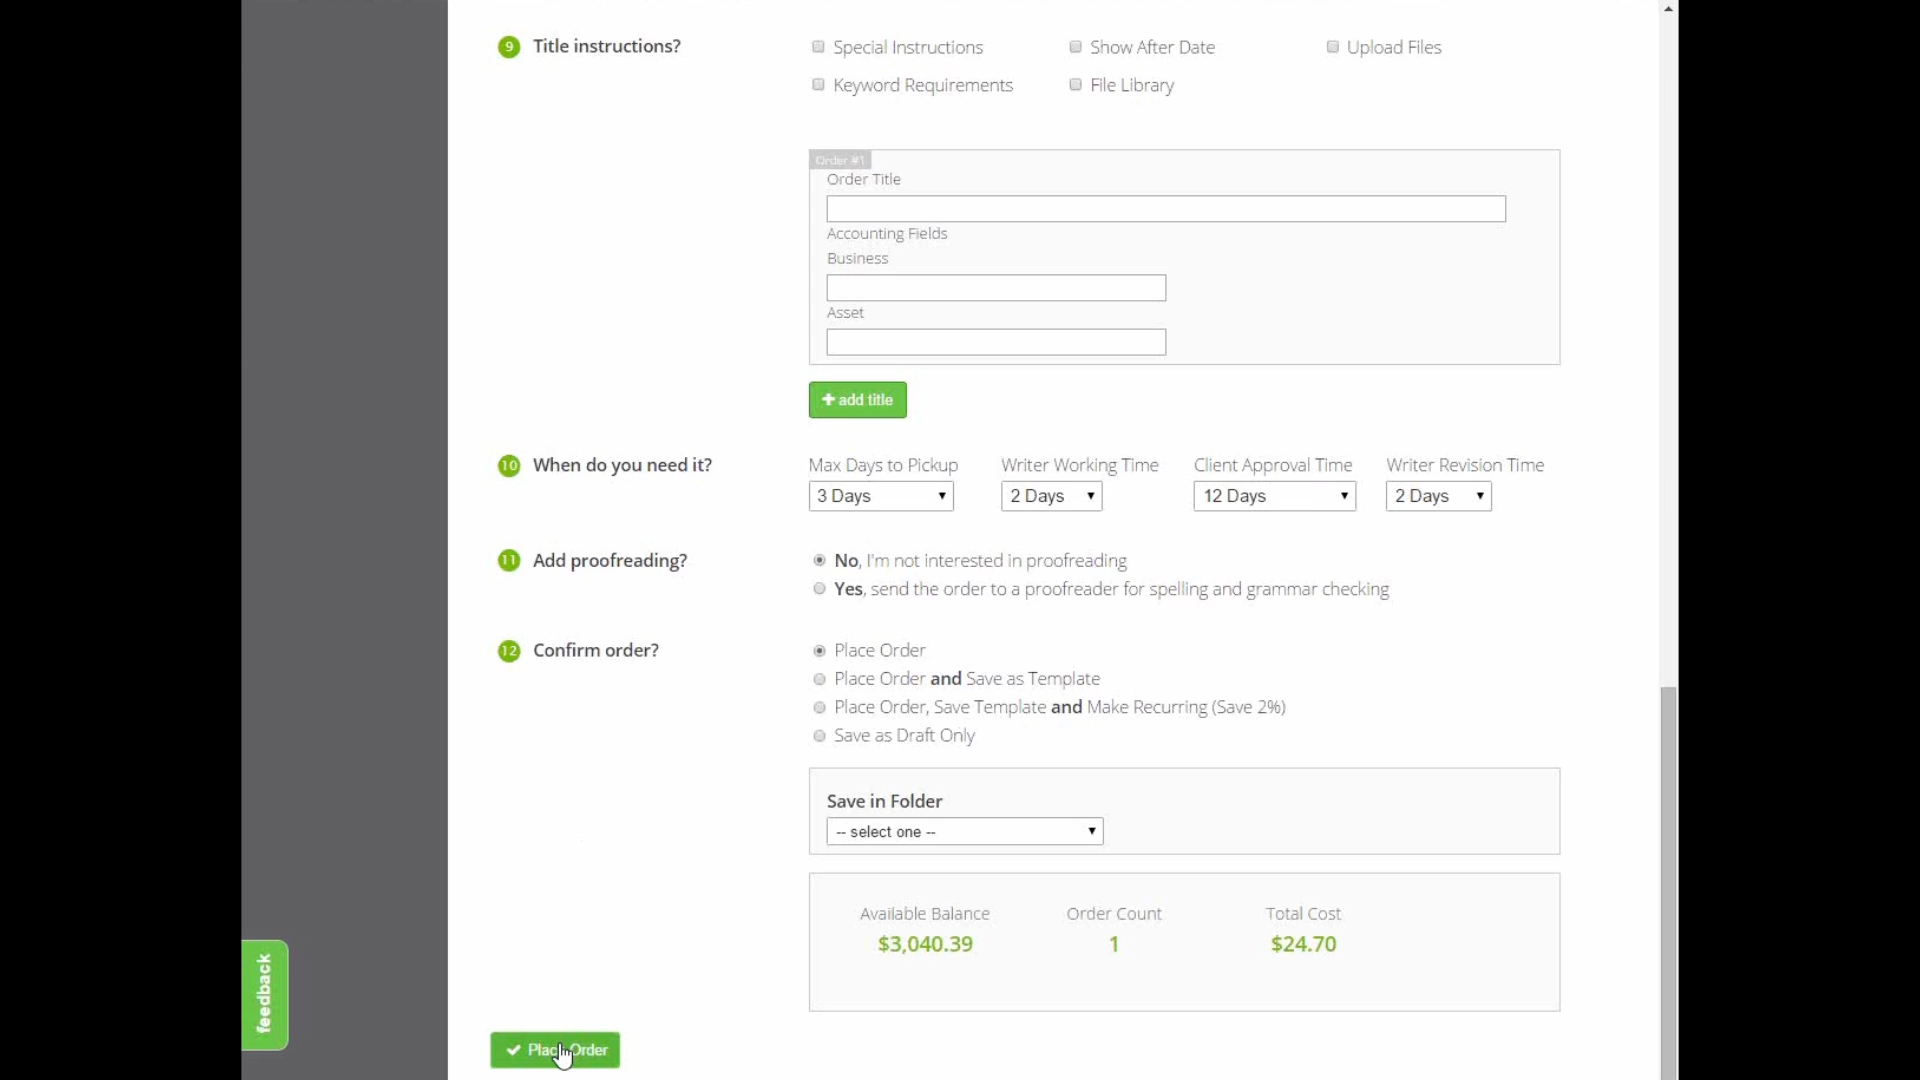 9 Title instructions?
Special Instructions
Show After Date
Upload Files
Keyword Requirements
File Library
Order #1
Order Title
Accounting Fields
Business
Asset
add title
10 When do you need it?
Max Days to Pickup
Writer Working Time
Client Approval Time
Writer Revision Time
3 Days
2 Days
12 Days
2 Days
11 Add proofreading?
No, I'm not interested in proofreading
Yes, send the order to a proofreader for spelling and grammar checking
12 Confirm order?
Place Order
Place Order and Save as Template
Place Order, Save Template and Make Recurring (Save 2%)
Save as Draft Only
Save in Folder
-- select one --
Available Balance
Order Count
Total Cost
$3,040.39
1
$24.70
feedback
Place Order